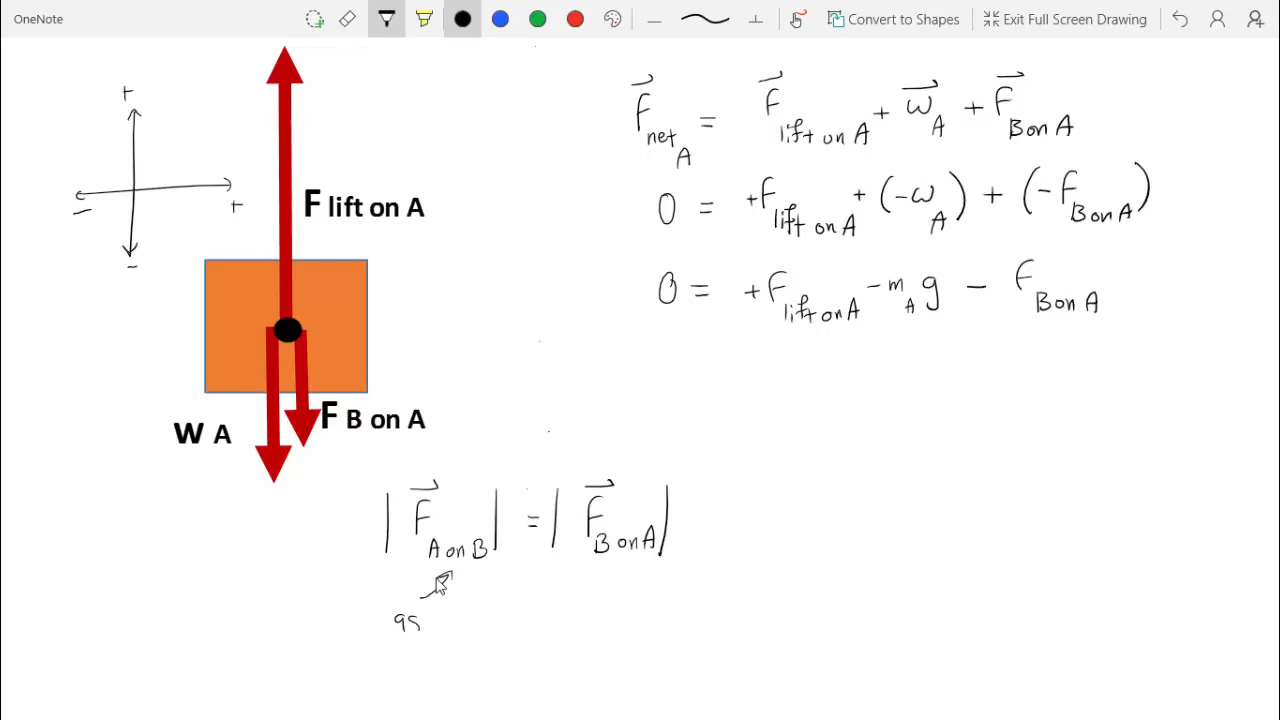 OneNote
Convert to Shapes
Exit Full Screen Drawing
+
−
+
−
F lift on A
W A
F B on A
F⃗ net A = F⃗ lift on A + w⃗ A + F⃗ B on A
0 = +F lift on A + (−w A) + (−F B on A)
0 = +F lift on A − m A g − F B on A
|F⃗ A on B| = |F⃗ B on A|